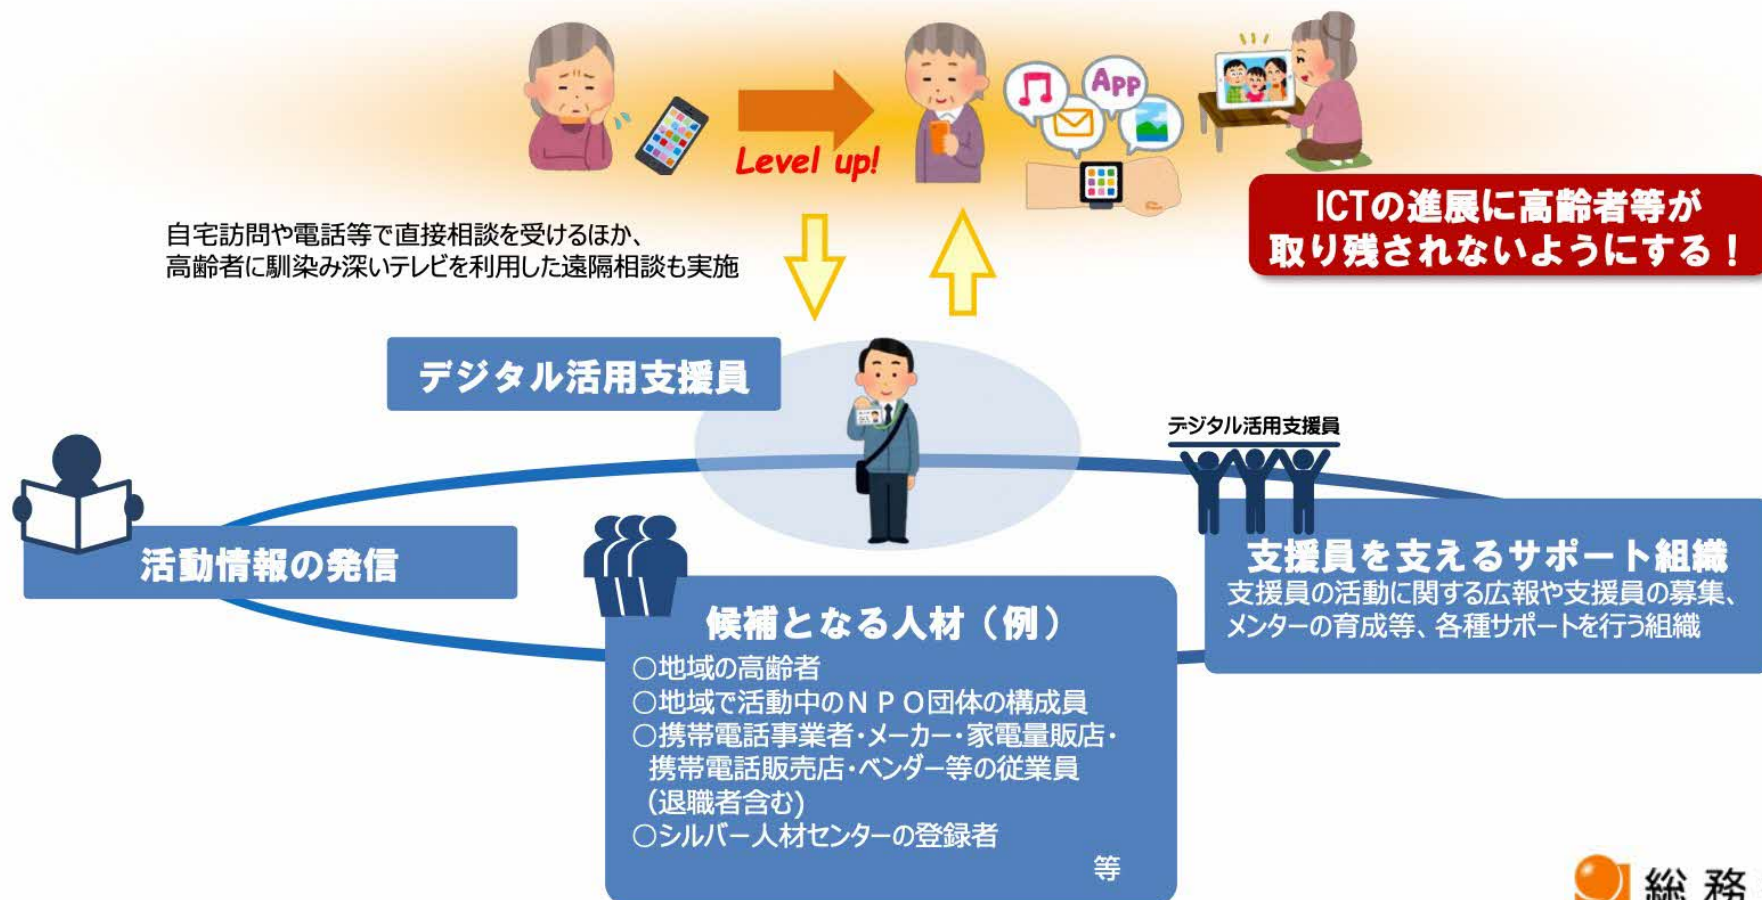 App
Level up!
ICTの進展に高齢者等が
取り残されないようにする！
自宅訪問や電話等で直接相談を受けるほか、
高齢者に馴染み深いテレビを利用した遠隔相談も実施
デジタル活用支援員
デジタル活用支援員
活動情報の発信
支援員を支えるサポート組織
支援員の活動に関する広報や支援員の募集、
メンターの育成等、各種サポートを行う組織
候補となる人材（例）
○地域の高齢者
○地域で活動中のＮＰＯ団体の構成員
○携帯電話事業者・メーカー・家電量販店・
携帯電話販売店・ベンダー等の従業員
（退職者含む)
○シルバー人材センターの登録者
等
総務